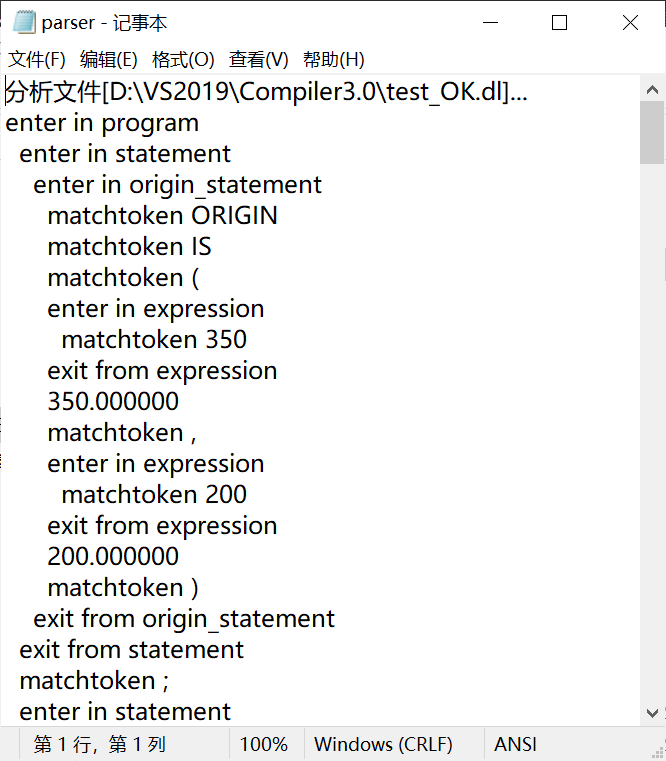 parser - 记事本
文件(F) 编辑(E) 格式(O) 查看(V) 帮助(H)
分析文件[D:\VS2019\Compiler3.0\test_OK.dl]...
enter in program
enter in statement
enter in origin_statement
matchtoken ORIGIN
matchtoken IS
matchtoken (
enter in expression
matchtoken 350
exit from expression
350.000000
matchtoken ,
enter in expression
matchtoken 200
exit from expression
200.000000
matchtoken )
exit from origin_statement
exit from statement
matchtoken ;
enter in statement
第 1 行，第 1 列 100% Windows (CRLF) ANSI